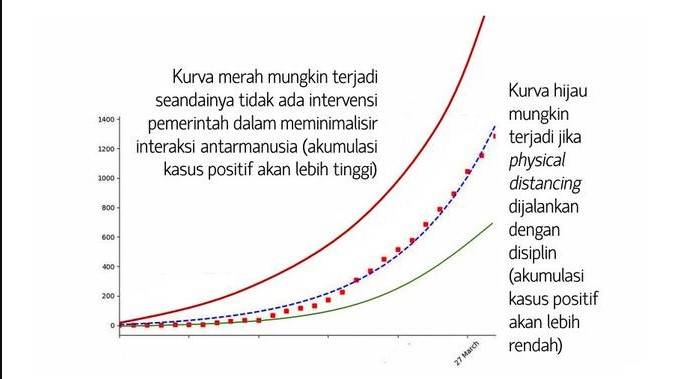 Kurva merah mungkin terjadi
seandainya tidak ada intervensi
pemerintah dalam meminimalisir
interaksi antarmanusia (akumulasi
kasus positif akan lebih tinggi)
Kurva hijau
mungkin
terjadi jika
physical
distancing
dijalankan
dengan
disiplin
(akumulasi
kasus positif
akan lebih
rendah)
1400
1200
1000
800
600
400
200
0
27 March